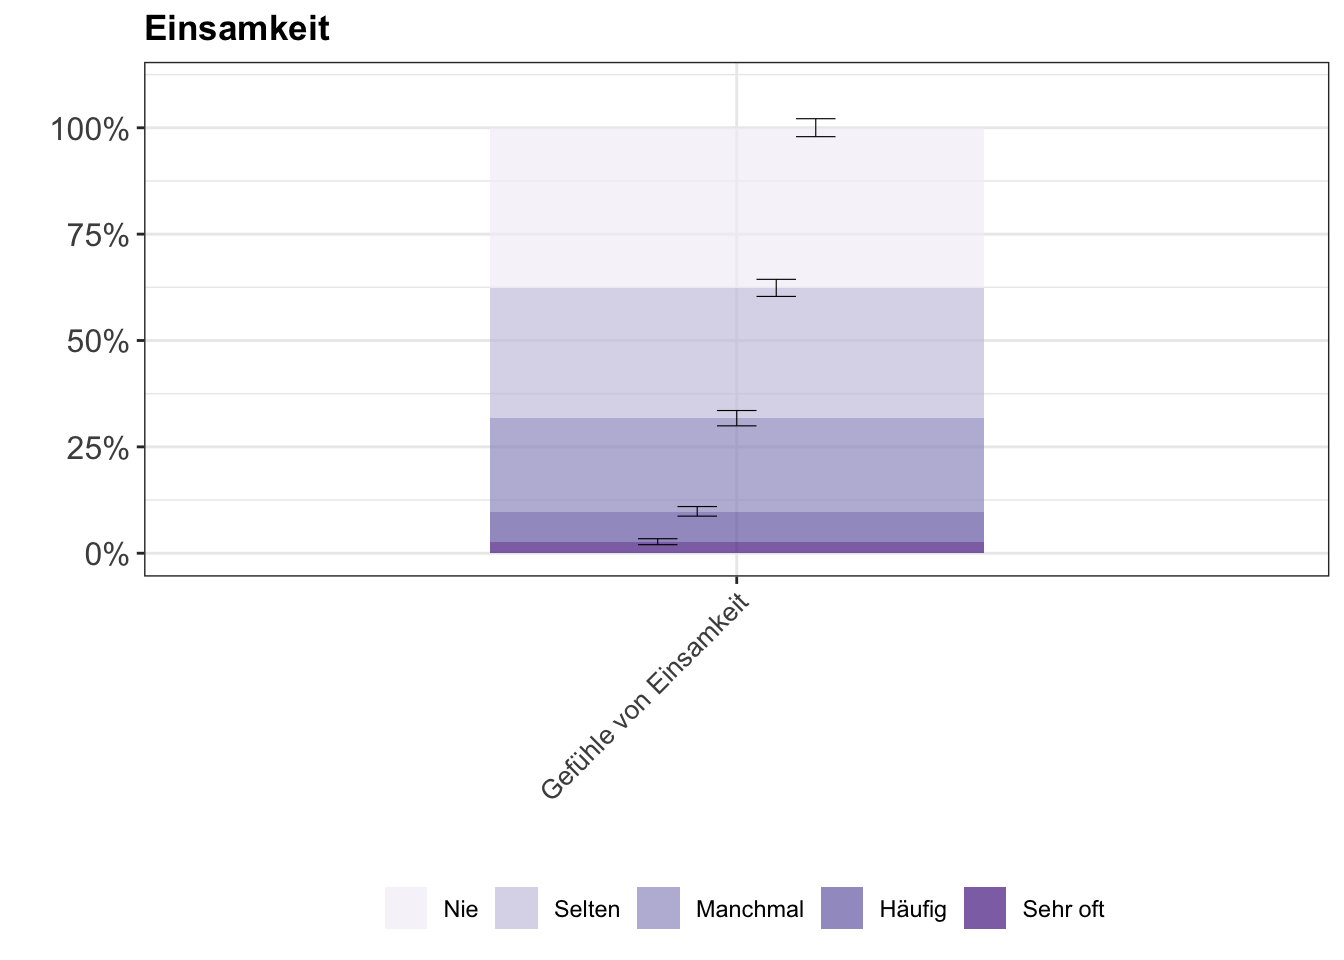 Einsamkeit
100%
75%
50%
25%
0%
Gefühle von Einsamkeit
Nie Selten Manchmal Häufig Sehr oft